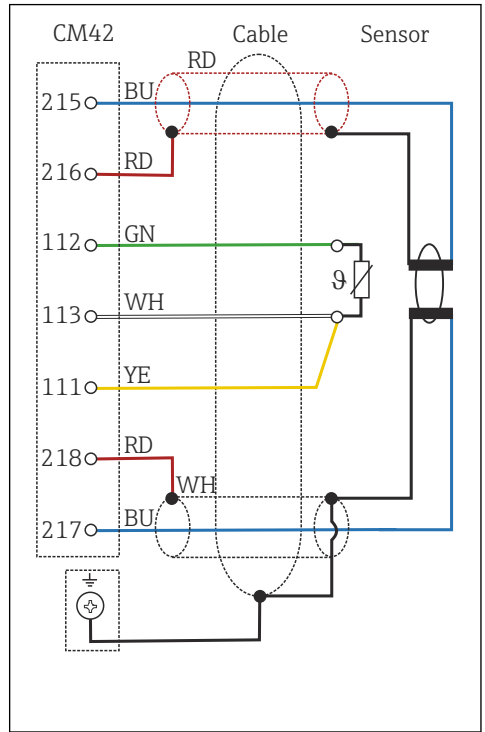 CM42 Cable Sensor
RD
215 BU
216 RD
112 GN
ϑ
113 WH
111 YE
218 RD
WH
217 BU